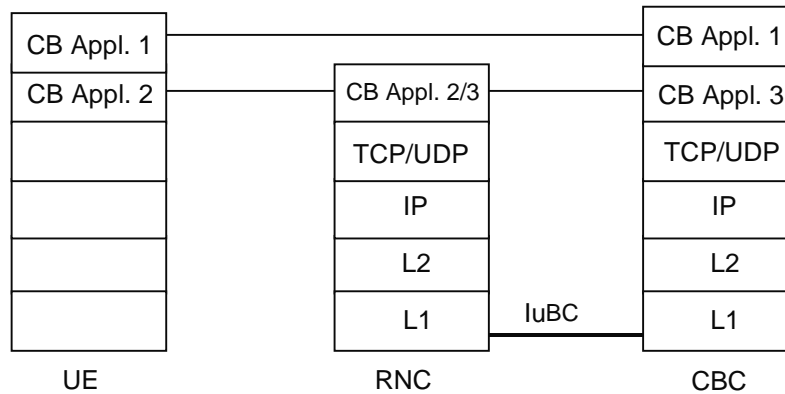 CB Appl. 1
CB Appl. 1
CB Appl. 2
CB Appl. 2/3
CB Appl. 3
TCP/UDP
TCP/UDP
IP
IP
L2
L2
L1
IuBC
L1
UE
RNC
CBC